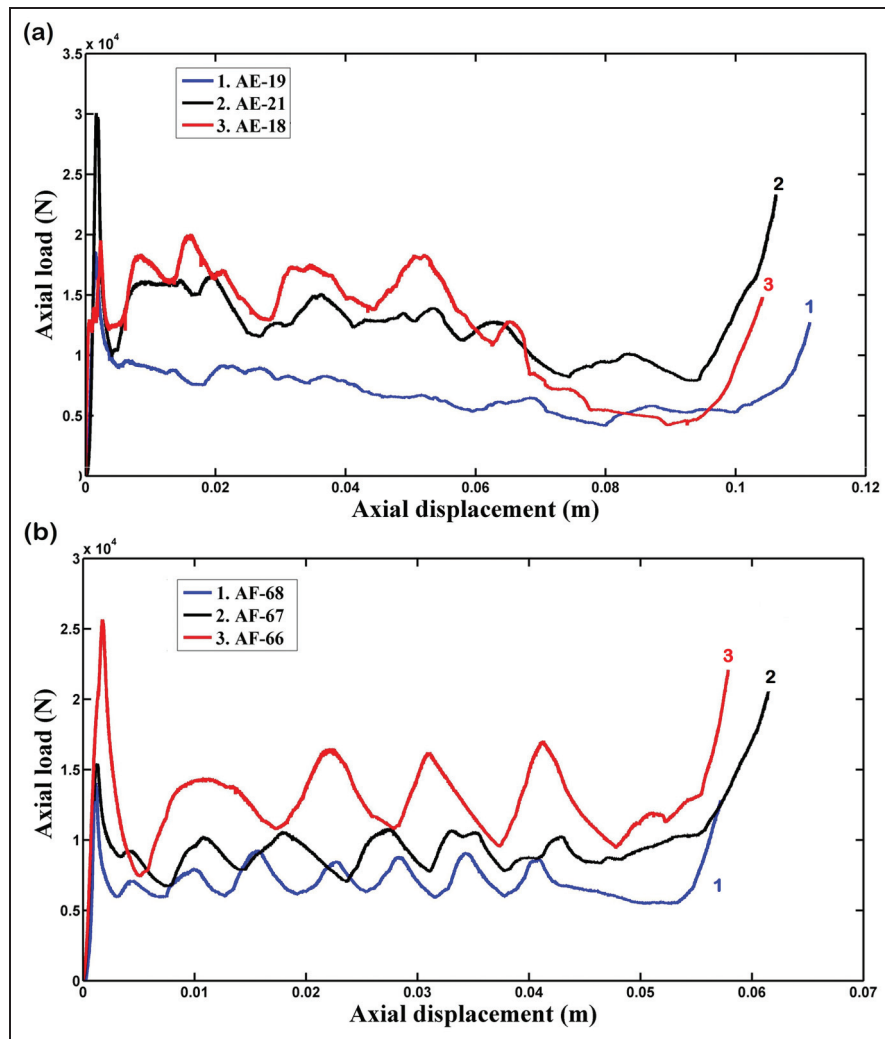 (a)
x 10⁴
3.5
3
2.5
2
1.5
1
0.5
0
Axial load (N)
1. AE-19
2. AE-21
3. AE-18
2
3
1
0 0.02 0.04 0.06 0.08 0.1 0.12
Axial displacement (m)
(b)
x 10⁴
3
2.5
2
1.5
1
0.5
0
Axial load (N)
1. AF-68
2. AF-67
3. AF-66
3
2
1
0 0.01 0.02 0.03 0.04 0.05 0.06 0.07
Axial displacement (m)